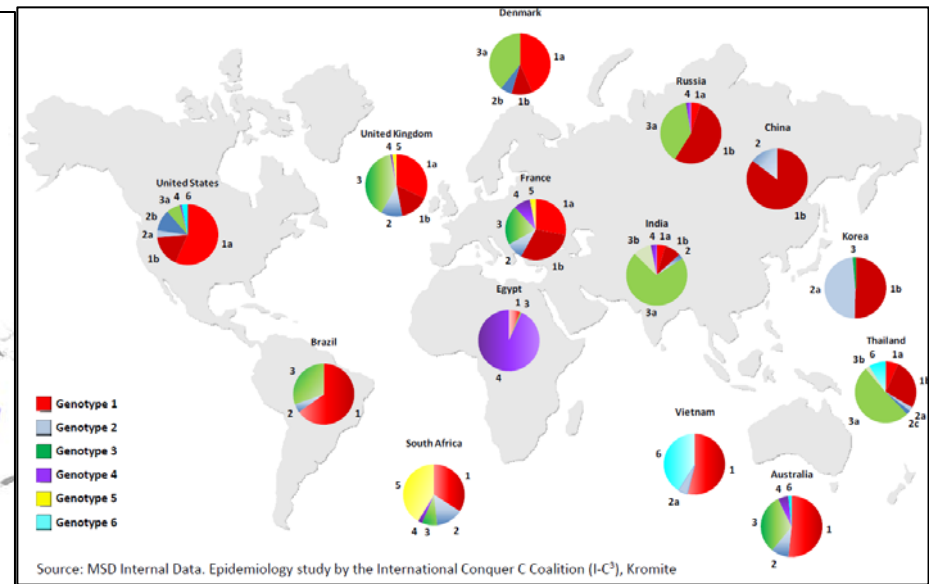 Denmark
3a
1a
2b
1b
Russia
4
1a
3a
1b
China
2
1b
United Kingdom
4
5
1a
3
1b
2
France
4
5
1a
3
2
1b
United States
3a
4
6
2b
2a
1b
1a
India
3b
4
1a
1b
2
3a
Korea
3
2a
1b
Egypt
1
3
4
Brazil
3
2
1
Thailand
3b
6
1a
2a
2c
3a
Vietnam
6
1
2a
South Africa
5
1
4
3
2
Australia
4
6
3
1
2
Genotype 1
Genotype 2
Genotype 3
Genotype 4
Genotype 5
Genotype 6
Source: MSD Internal Data. Epidemiology study by the International Conquer C Coalition (I-C³), Kromite